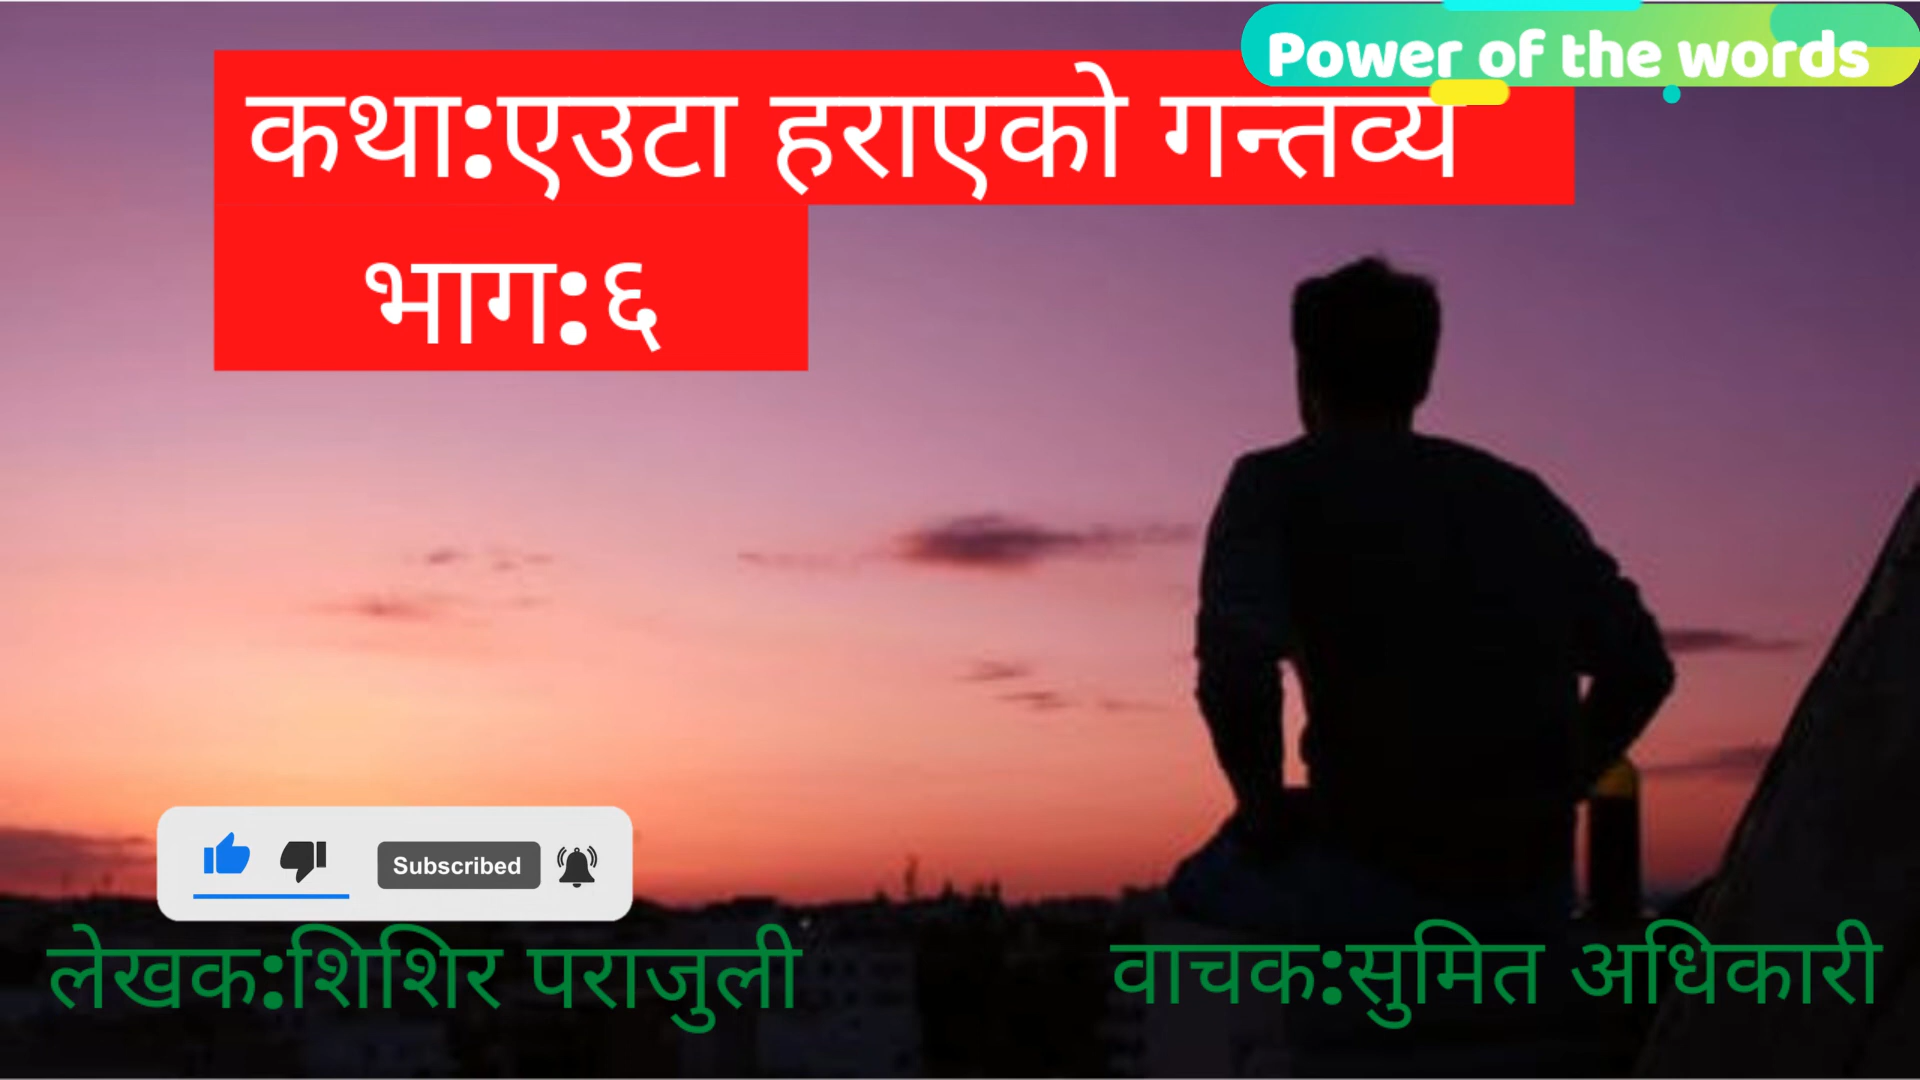 Power of the words
कथा:एउटा हराएको गन्तव्य
भाग:६
Subscribed
लेखक:शिशिर पराजुली
वाचक:सुमित अधिकारी